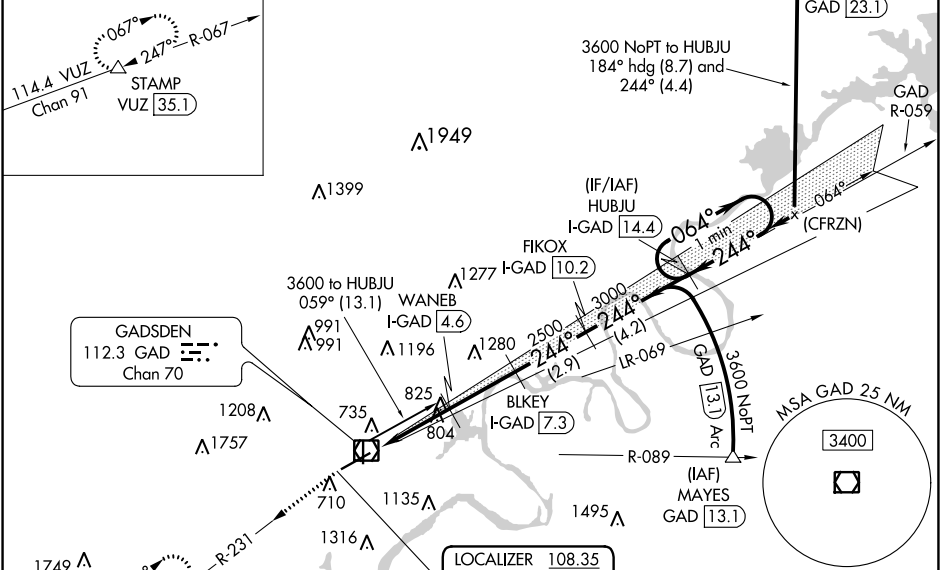 GAD 23.1
067°
R-067
247°
114.4 VUZ
Chan 91
STAMP
VUZ 35.1
3600 NoPT to HUBJU
184° hdg (8.7) and
244° (4.4)
GAD
R-059
1949
1399
(IF/IAF)
HUBJU
I-GAD 14.4
064°
1 min
244°
064°
(CFRZN)
FIKOX
I-GAD 10.2
1277
3600 to HUBJU
059° (13.1)
WANEB
I-GAD 4.6
3000
244°
(4.2)
2500
244°
(2.9)
LR-069
GADSDEN
112.3 GAD
Chan 70
991
991
1196
1280
3600 NoPT
GAD 13.1 Arc
BLKEY
I-GAD 7.3
825
804
735
1208
1757
MSA GAD 25 NM
3400
R-089
(IAF)
MAYES
GAD 13.1
710
1135
1495
1316
R-231
1749
LOCALIZER 108.35